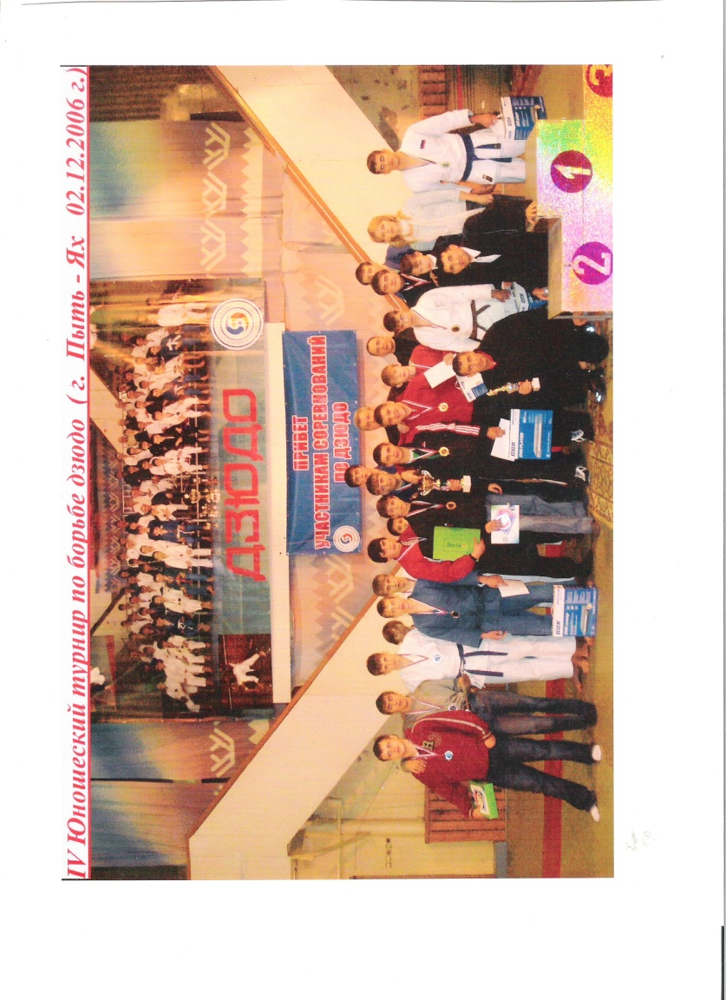 IV Юношеский турнир по борьбе дзюдо ( г. Пыть - Ях 02.12.2006 г.)
ДЗЮДО
ПРИВЕТ
УЧАСТНИКАМ СОРЕВНОВАНИЙ
ПО ДЗЮДО
2
1
3